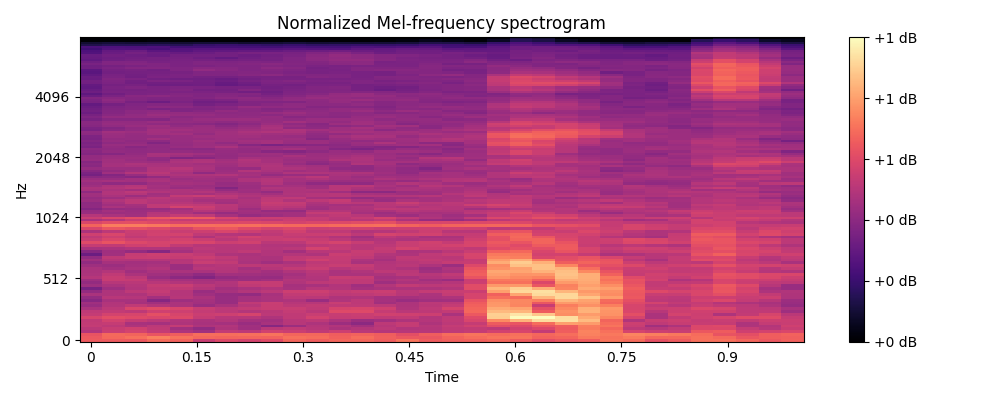 Normalized Mel-frequency spectrogram
Hz
4096
2048
1024
512
0
0
0.15
0.3
0.45
0.6
0.75
0.9
Time
+1 dB
+1 dB
+1 dB
+0 dB
+0 dB
+0 dB